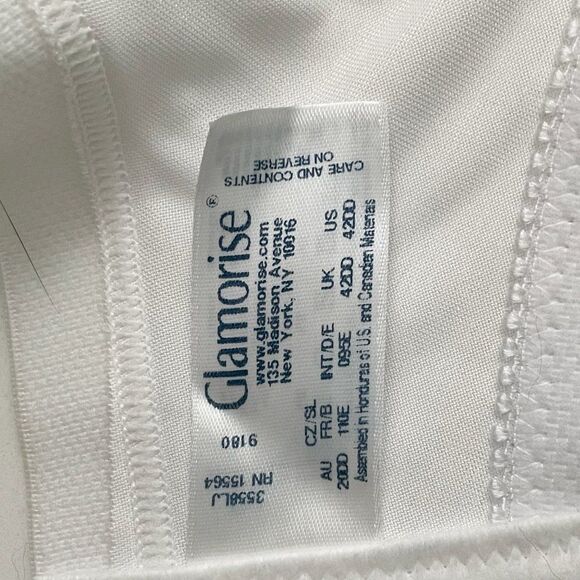 Glamorise®
www.glamorise.com
135 Madison Avenue
New York, NY 10016
AU CZ/SL FR/B INT/D/E UK US
20DD 110E 095E 42DD 42DD
Assembled in Honduras of U.S. and Canadian Materials
9180
RN 15564
3558LJ
CARE AND CONTENTS
ON REVERSE